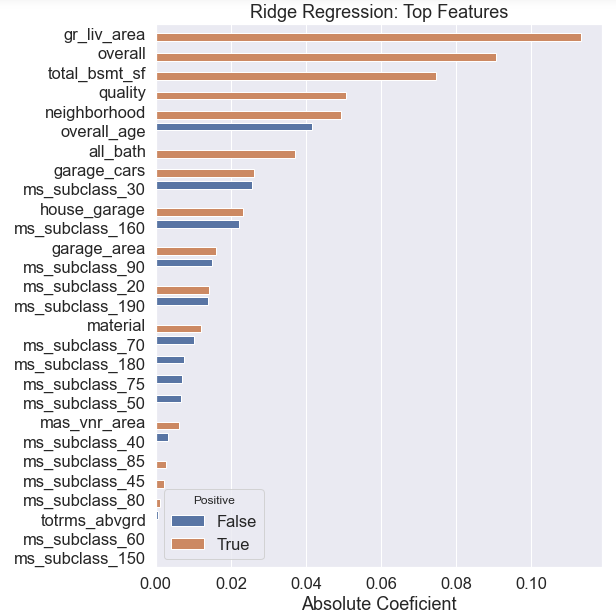 Ridge Regression: Top Features
gr_liv_area
overall
total_bsmt_sf
quality
neighborhood
overall_age
all_bath
garage_cars
ms_subclass_30
house_garage
ms_subclass_160
garage_area
ms_subclass_90
ms_subclass_20
ms_subclass_190
material
ms_subclass_70
ms_subclass_180
ms_subclass_75
ms_subclass_50
mas_vnr_area
ms_subclass_40
ms_subclass_85
ms_subclass_45
ms_subclass_80
totrms_abvgrd
ms_subclass_60
ms_subclass_150
Positive
False
True
0.00 0.02 0.04 0.06 0.08 0.10
Absolute Coeficient